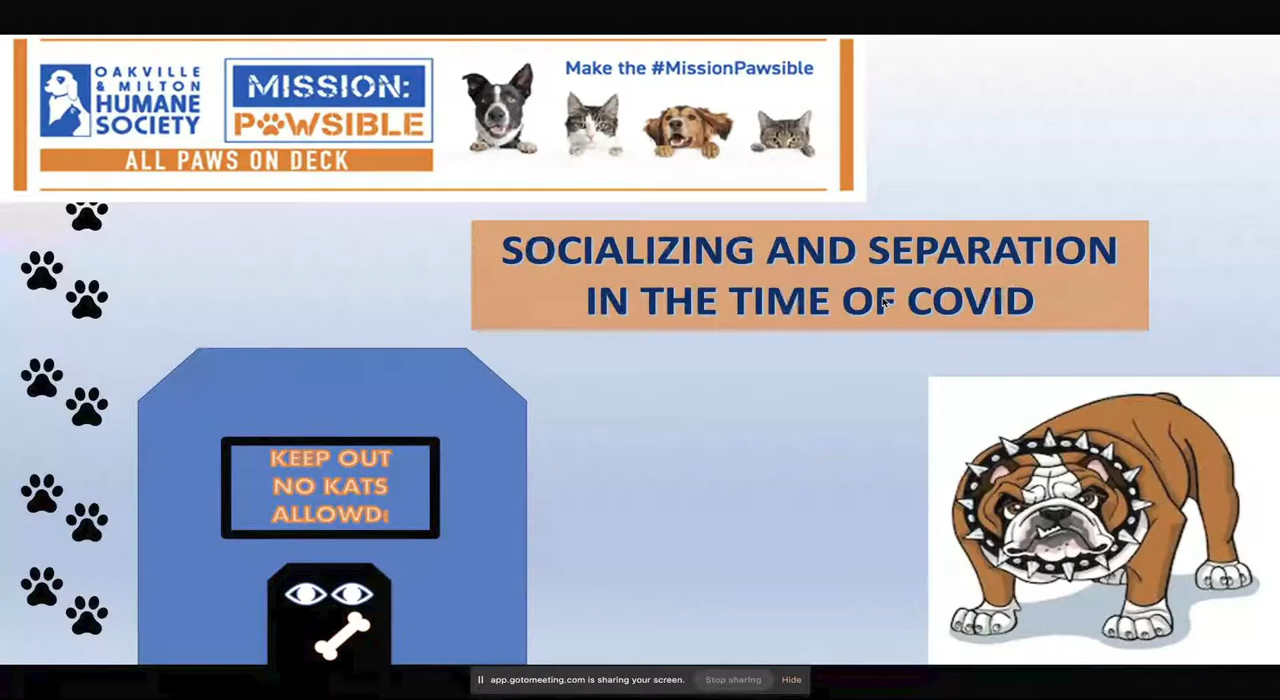 OAKVILLE
& MILTON
HUMANE
SOCIETY
MISSION:
PAWSIBLE
ALL PAWS ON DECK
Make the #MissionPawsible
SOCIALIZING AND SEPARATION
IN THE TIME OF COVID
KEEP OUT
NO KATS
ALLOWD!
app.gotomeeting.com is sharing your screen.
Stop sharing
Hide